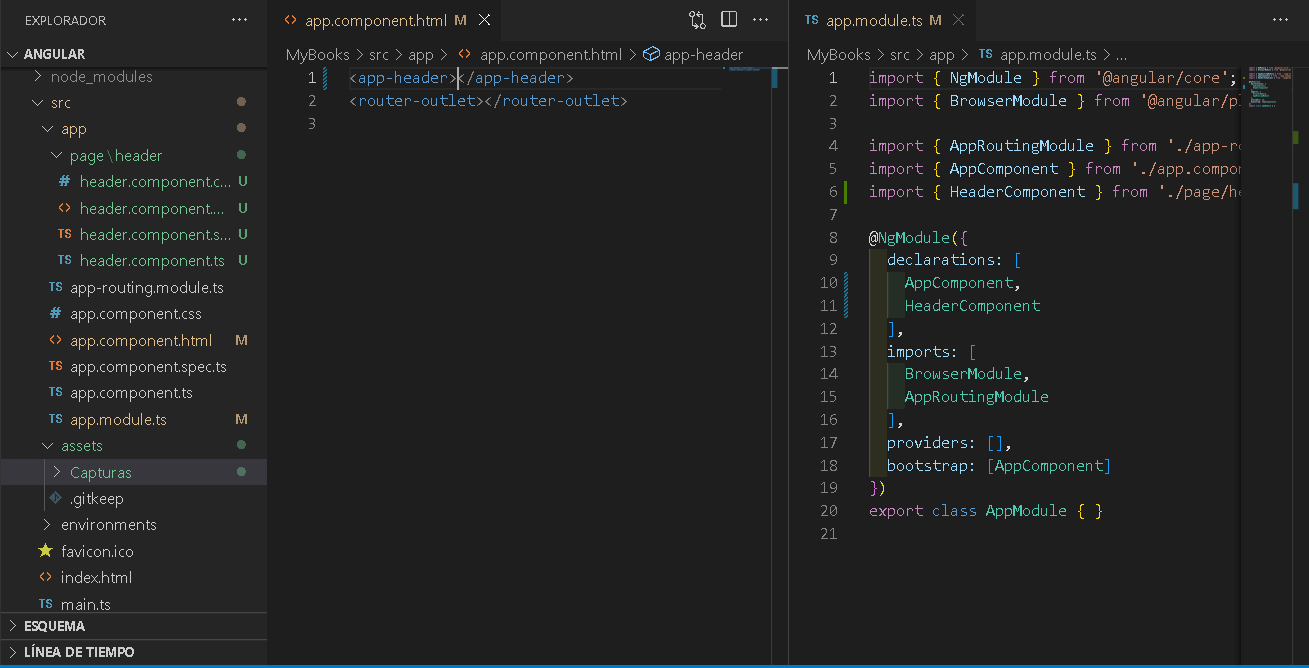 EXPLORADOR ···
ANGULAR
node_modules
src
app
page\header
# header.component.c... U
<> header.component.... U
TS header.component.s... U
TS header.component.ts U
TS app-routing.module.ts
# app.component.css
<> app.component.html M
TS app.component.spec.ts
TS app.component.ts
TS app.module.ts M
assets
Capturas
.gitkeep
environments
favicon.ico
<> index.html
TS main.ts
ESQUEMA
LÍNEA DE TIEMPO
<> app.component.html M
MyBooks > src > app > <> app.component.html > app-header
1 <app-header></app-header>
2 <router-outlet></router-outlet>
3
TS app.module.ts M
MyBooks > src > app > TS app.module.ts > ...
1 import { NgModule } from '@angular/core';
2 import { BrowserModule } from '@angular/pl
3
4 import { AppRoutingModule } from './app-ro
5 import { AppComponent } from './app.compon
6 import { HeaderComponent } from './page/he
7
8 @NgModule({
9 declarations: [
10 AppComponent,
11 HeaderComponent
12 ],
13 imports: [
14 BrowserModule,
15 AppRoutingModule
16 ],
17 providers: [],
18 bootstrap: [AppComponent]
19 })
20 export class AppModule { }
21